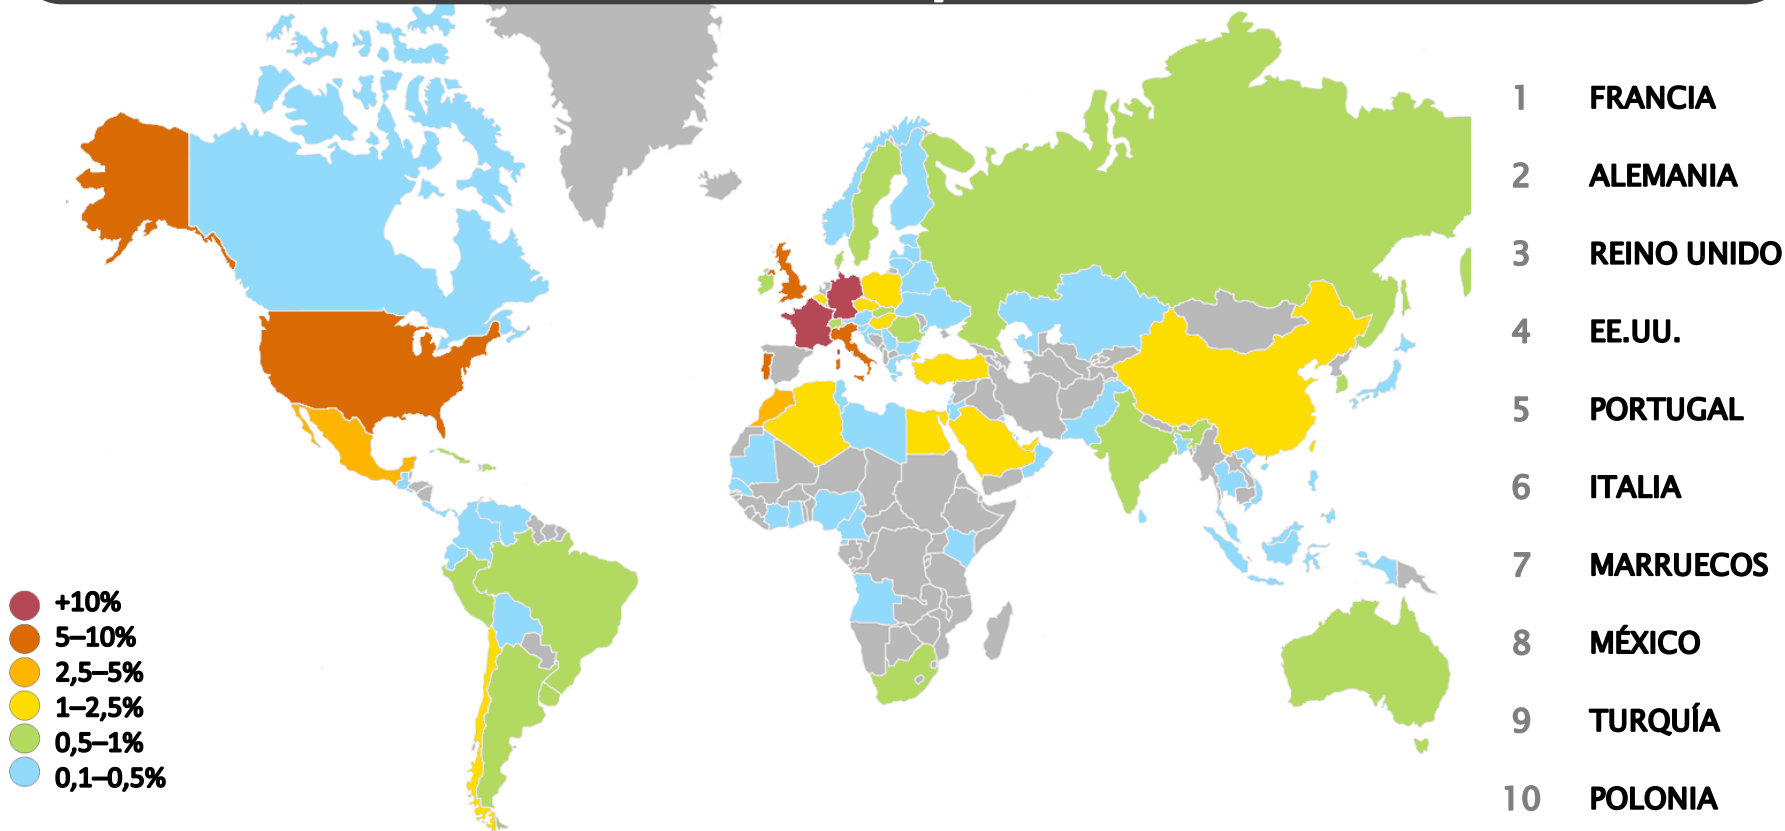 1 FRANCIA
2 ALEMANIA
3 REINO UNIDO
4 EE.UU.
5 PORTUGAL
6 ITALIA
7 MARRUECOS
8 MÉXICO
9 TURQUÍA
10 POLONIA
+10%
5–10%
2,5–5%
1–2,5%
0,5–1%
0,1–0,5%